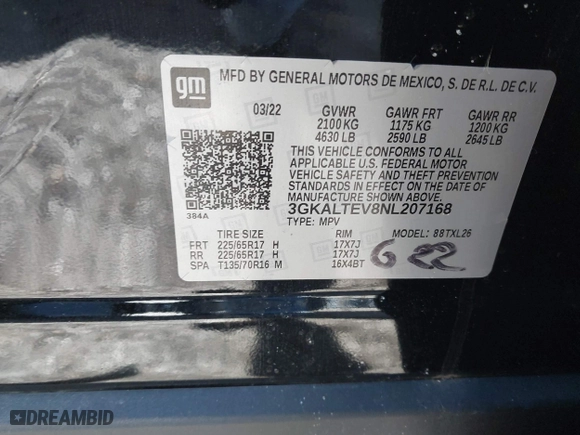 gm
MFD BY GENERAL MOTORS DE MEXICO, S. DE R.L. DE C.V.
03/22 GVWR GAWR FRT GAWR RR
2100 KG 1175 KG 1200 KG
4630 LB 2590 LB 2645 LB
THIS VEHICLE CONFORMS TO ALL
APPLICABLE U.S. FEDERAL MOTOR
VEHICLE SAFETY AND THEFT PREVENTION
STANDARDS IN EFFECT ON THE DATE OF
MANUFACTURE SHOWN ABOVE.
384A
3GKALTEV8NL207168
TYPE: MPV MODEL: 88TXL26
TIRE SIZE RIM
FRT 225/65R17 H 17X7J
RR 225/65R17 H 17X7J
SPA T135/70R16 M 16X4BT
G 22
DREAMBID